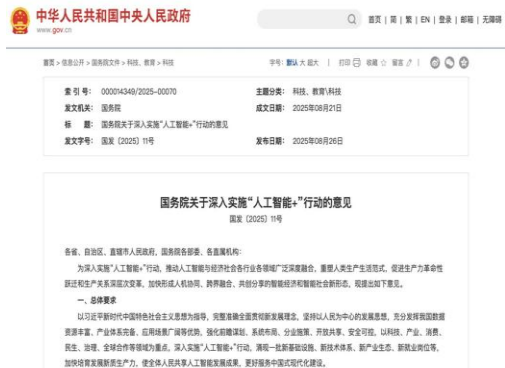 中华人民共和国中央人民政府
www.gov.cn
首页 | 简 | 繁 | EN | 登录 | 邮箱 | 无障碍
首页 > 信息公开 > 国务院文件 > 科技、教育 > 科技
字号：默认 大 超大 | 打印 收藏 留言 |
索 引 号： 000014349/2025-00070 主题分类： 科技、教育\科技
发文机关： 国务院 成文日期： 2025年08月21日
标 题： 国务院关于深入实施“人工智能+”行动的意见
发文字号： 国发〔2025〕11号 发布日期： 2025年08月26日
国务院关于深入实施“人工智能+”行动的意见
国发〔2025〕11号
各省、自治区、直辖市人民政府，国务院各部委、各直属机构：
为深入实施“人工智能+”行动，推动人工智能与经济社会各行业各领域广泛深度融合，重塑人类生产生活范式，促进生产力革命性
跃迁和生产关系深层次变革，加快形成人机协同、跨界融合、共创分享的智能经济和智能社会新形态，现提出如下意见。
一、总体要求
以习近平新时代中国特色社会主义思想为指导，完整准确全面贯彻新发展理念，坚持以人民为中心的发展思想，充分发挥我国数据
资源丰富、产业体系完备、应用场景广阔等优势，强化前瞻谋划、系统布局、分业施策、开放共享、安全可控，以科技、产业、消费、
民生、治理、全球合作等领域为重点，深入实施“人工智能+”行动，涌现一批新基础设施、新技术体系、新产业生态、新就业岗位等，
加快培育发展新质生产力，使全体人民共享人工智能发展成果，更好服务中国式现代化建设。